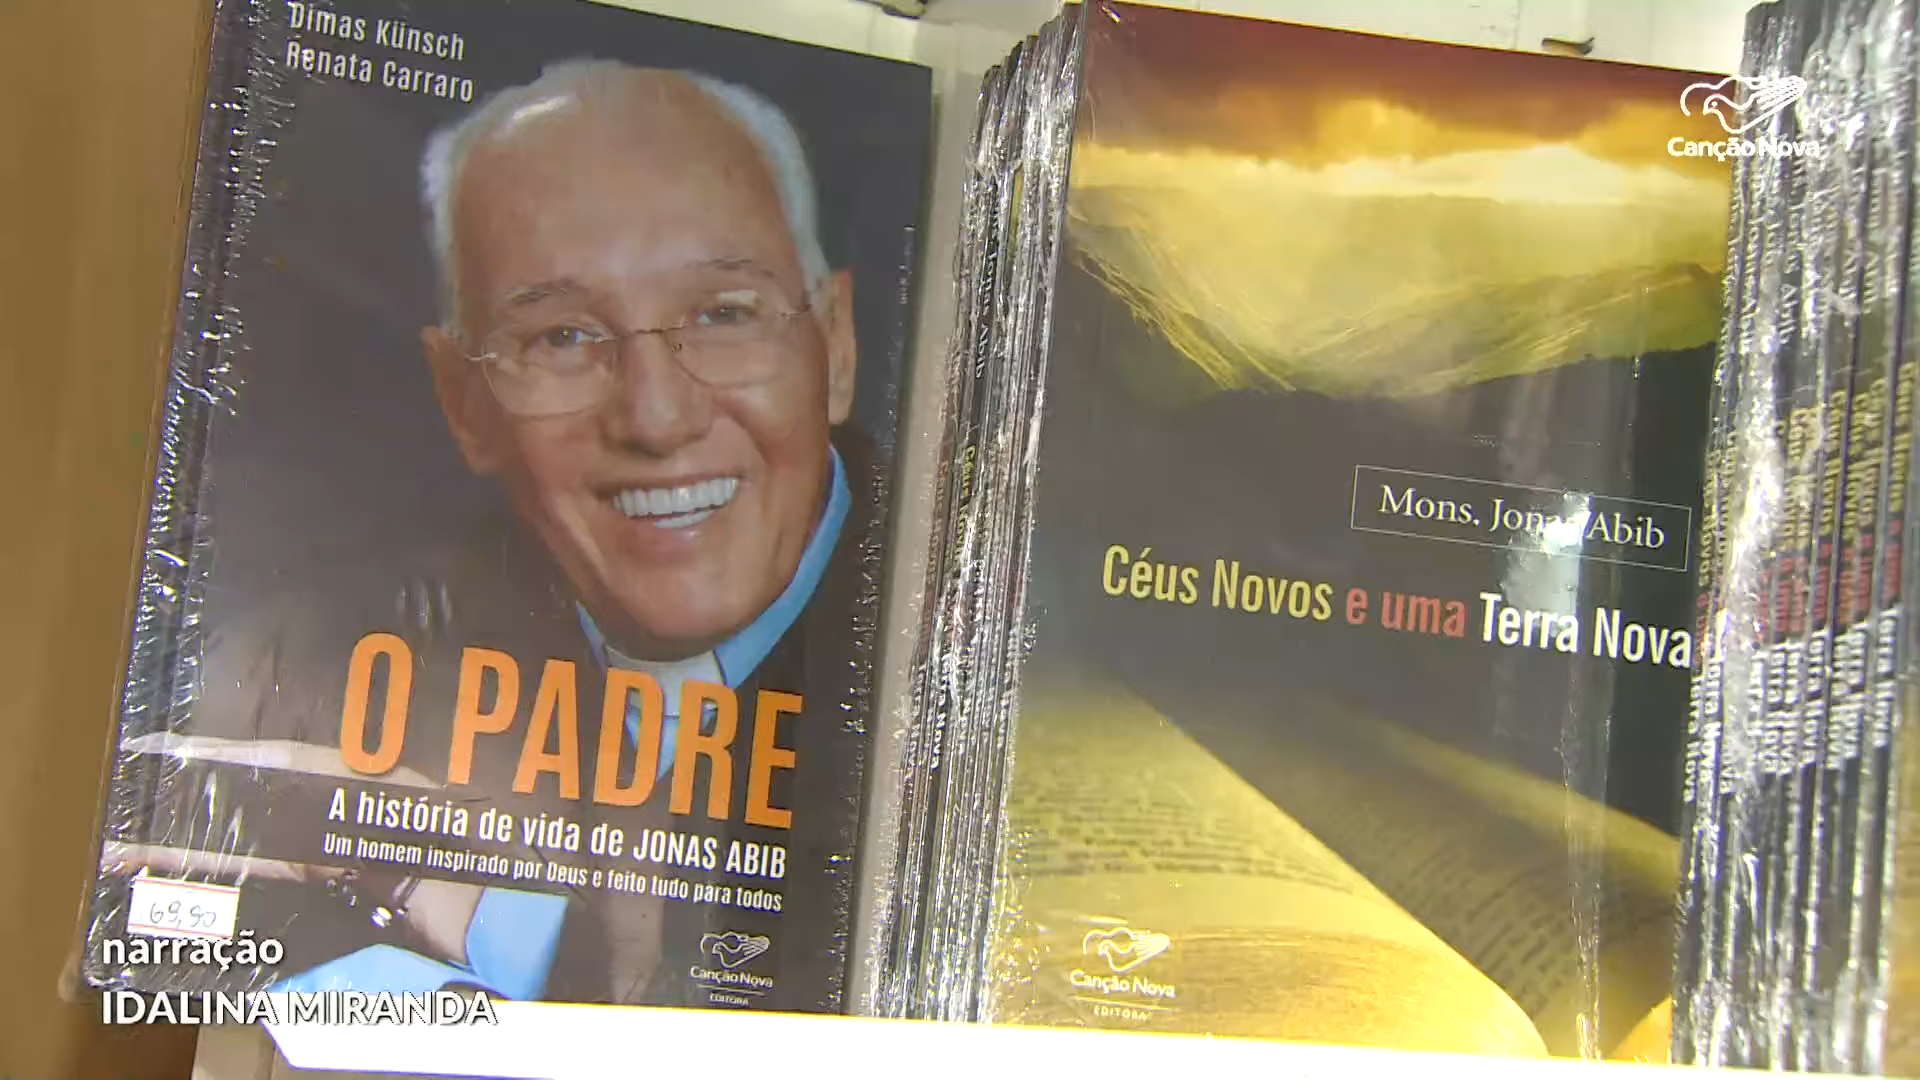 Dimas Künsch
Renata Carraro
O PADRE
A história de vida de JONAS ABIB
Um homem inspirado por Deus e feito tudo para todos
69,90
Canção Nova
EDITORA
Mons. Jonas Abib
Céus Novos e uma Terra Nova
Canção Nova
EDITORA
Canção Nova
narração
IDALINA MIRANDA